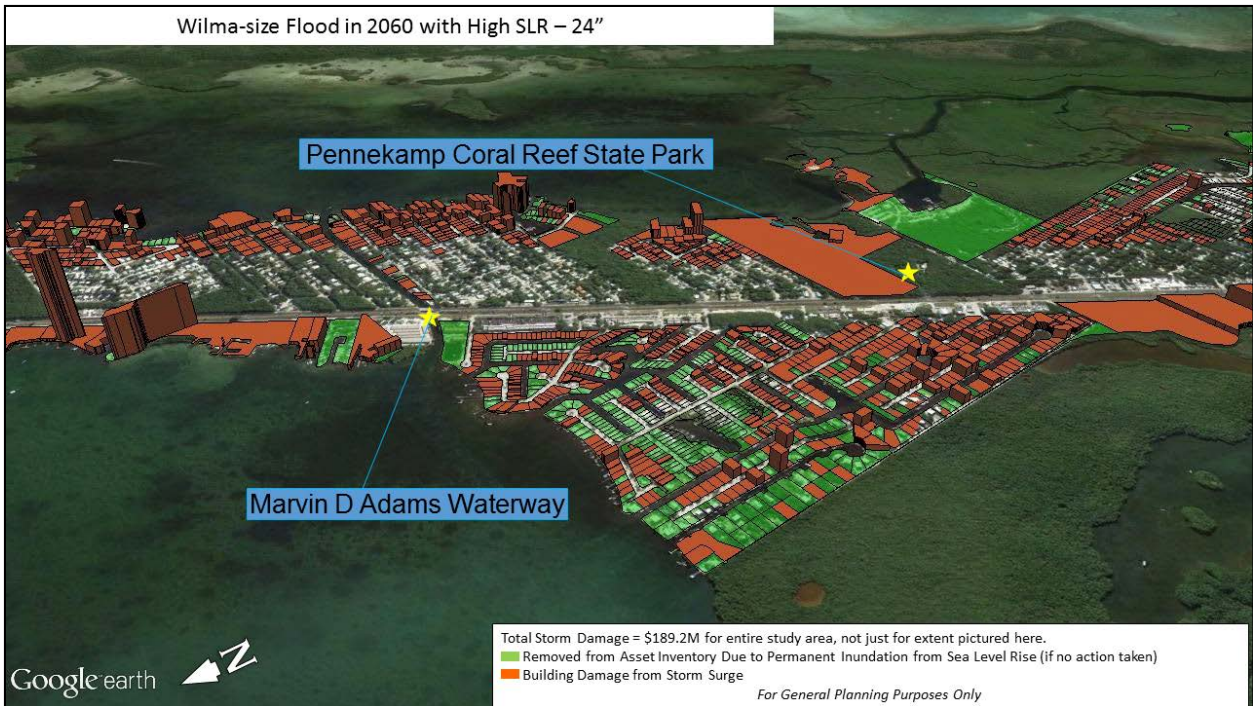 Wilma-size Flood in 2060 with High SLR – 24”
Pennekamp Coral Reef State Park
Marvin D Adams Waterway
Total Storm Damage = $189.2M for entire study area, not just for extent pictured here.
Removed from Asset Inventory Due to Permanent Inundation from Sea Level Rise (if no action taken)
Building Damage from Storm Surge
For General Planning Purposes Only
Google earth
N